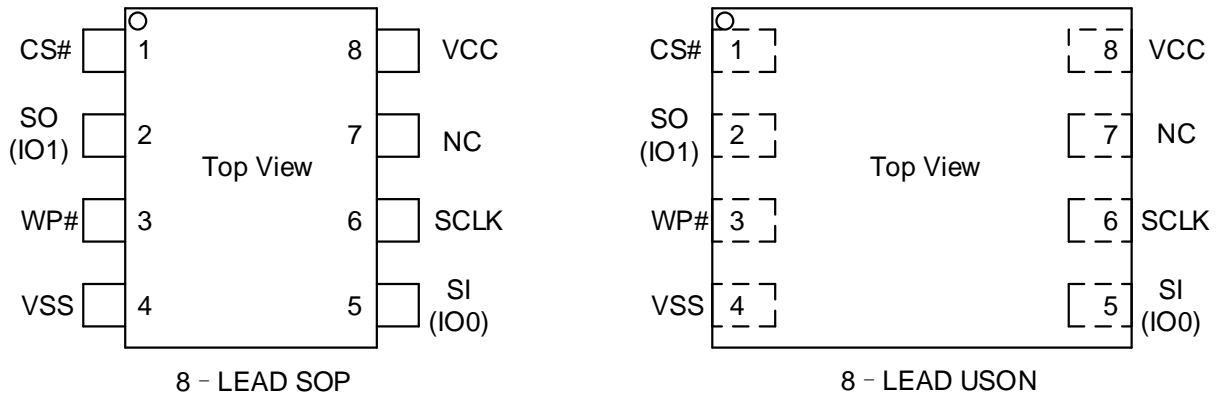 CS# 1 8 VCC
SO
(IO1) 2 7 NC
Top View
WP# 3 6 SCLK
VSS 4 5 SI
(IO0)
8 - LEAD SOP
CS# 1 8 VCC
SO
(IO1) 2 7 NC
Top View
WP# 3 6 SCLK
VSS 4 5 SI
(IO0)
8 - LEAD USON